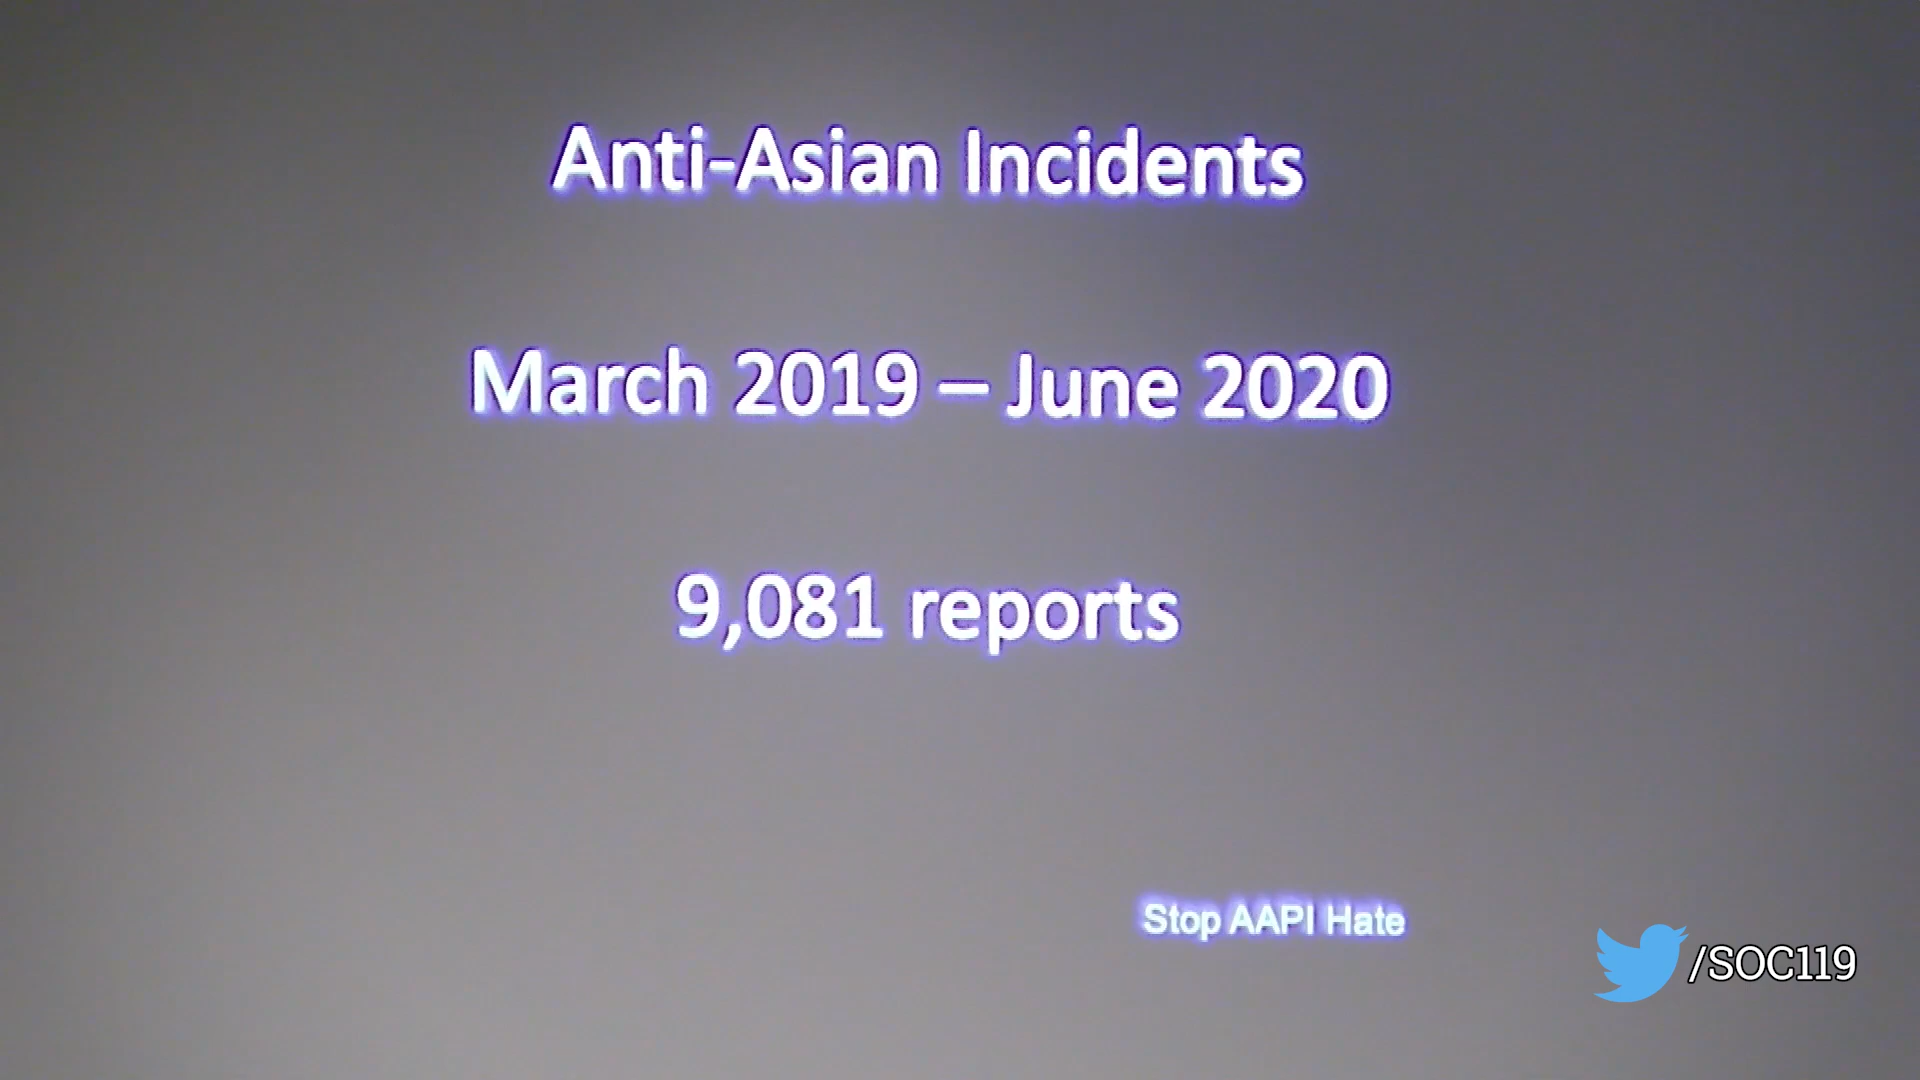 Anti-Asian Incidents
March 2019 – June 2020
9,081 reports
Stop AAPI Hate
/SOC119